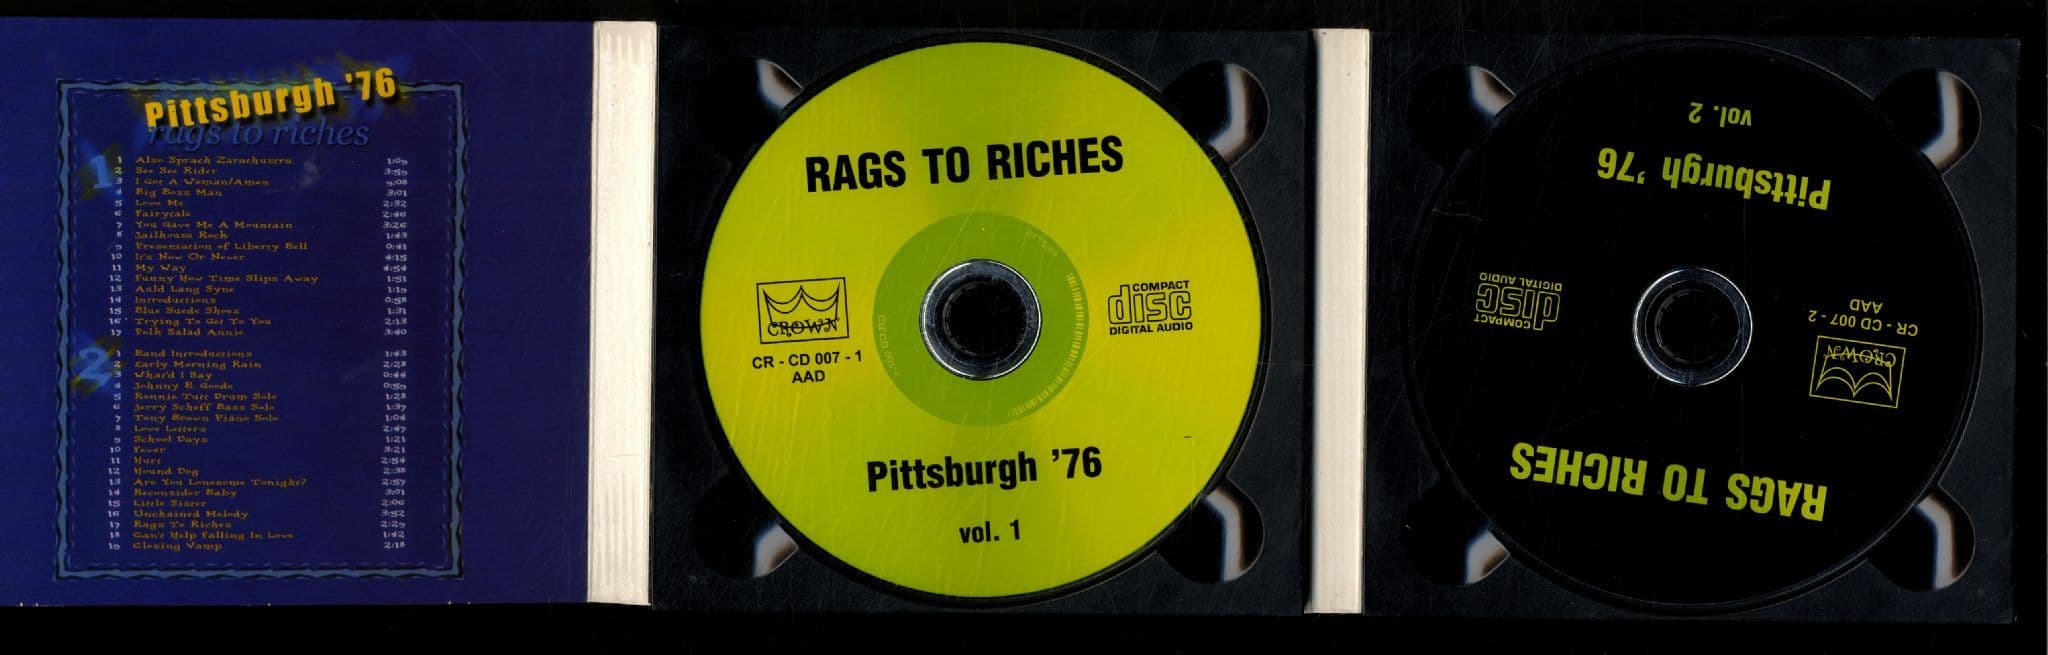 Pittsburgh '76
rags to riches
1
1 Also Sprach Zarathustra 1:09
2 See See Rider 3:59
3 I Got A Woman/Amen 9:08
4 Big Boss Man 3:01
5 Love Me 2:32
6 Fairytale 2:46
7 You Gave Me A Mountain 3:26
8 Jailhouse Rock 1:43
9 Presentation of Liberty Bell 0:41
10 It's Now Or Never 4:15
11 My Way 4:54
12 Funny How Time Slips Away 1:51
13 Auld Lang Syne 1:19
14 Introductions 0:58
15 Blue Suede Shoes 1:31
16 Trying To Get To You 2:13
17 Polk Salad Annie 3:40
2
1 Band Introductions 1:43
2 Early Morning Rain 2:28
3 What'd I Say 0:44
4 Johnny B. Goode 0:59
5 Ronnie Tutt Drum Solo 1:28
6 Jerry Scheff Bass Solo 1:37
7 Tony Brown Piano Solo 1:04
8 Love Letters 2:47
9 School Days 1:21
10 Fever 3:21
11 Hurt 2:54
12 Hound Dog 2:38
13 Are You Lonesome Tonight? 2:57
14 Reconsider Baby 3:01
15 Little Sister 2:06
16 Unchained Melody 3:52
17 Rags To Riches 2:29
18 Can't Help Falling In Love 1:42
19 Closing Vamp 2:18
RAGS TO RICHES
CROWN
CR - CD 007 - 1
AAD
COMPACT
disc
DIGITAL AUDIO
Pittsburgh '76
vol. 1
RAGS TO RICHES
CROWN
CR - CD 007 - 2
AAD
COMPACT
disc
DIGITAL AUDIO
Pittsburgh '76
vol. 2